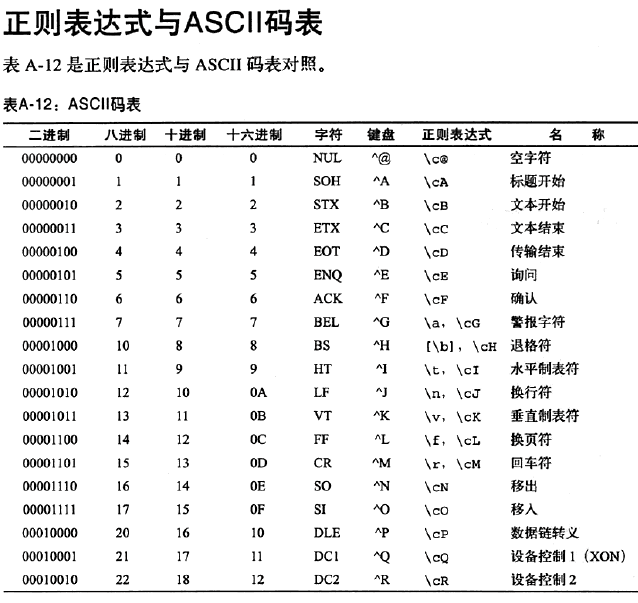 正则表达式与ASCII码表
表 A-12 是正则表达式与 ASCII 码表对照。
表A-12：ASCII码表
二进制 八进制 十进制 十六进制 字符 键盘 正则表达式 名 称
00000000 0 0 0 NUL ^@ \c@ 空字符
00000001 1 1 1 SOH ^A \cA 标题开始
00000010 2 2 2 STX ^B \cB 文本开始
00000011 3 3 3 ETX ^C \cC 文本结束
00000100 4 4 4 EOT ^D \cD 传输结束
00000101 5 5 5 ENQ ^E \cE 询问
00000110 6 6 6 ACK ^F \cF 确认
00000111 7 7 7 BEL ^G \a，\cG 警报字符
00001000 10 8 8 BS ^H [\b]，\cH 退格符
00001001 11 9 9 HT ^I \t，\cI 水平制表符
00001010 12 10 0A LF ^J \n，\cJ 换行符
00001011 13 11 0B VT ^K \v，\cK 垂直制表符
00001100 14 12 0C FF ^L \f，\cL 换页符
00001101 15 13 0D CR ^M \r，\cM 回车符
00001110 16 14 0E SO ^N \cN 移出
00001111 17 15 0F SI ^O \cO 移入
00010000 20 16 10 DLE ^P \cP 数据链转义
00010001 21 17 11 DC1 ^Q \cQ 设备控制 1（XON）
00010010 22 18 12 DC2 ^R \cR 设备控制 2